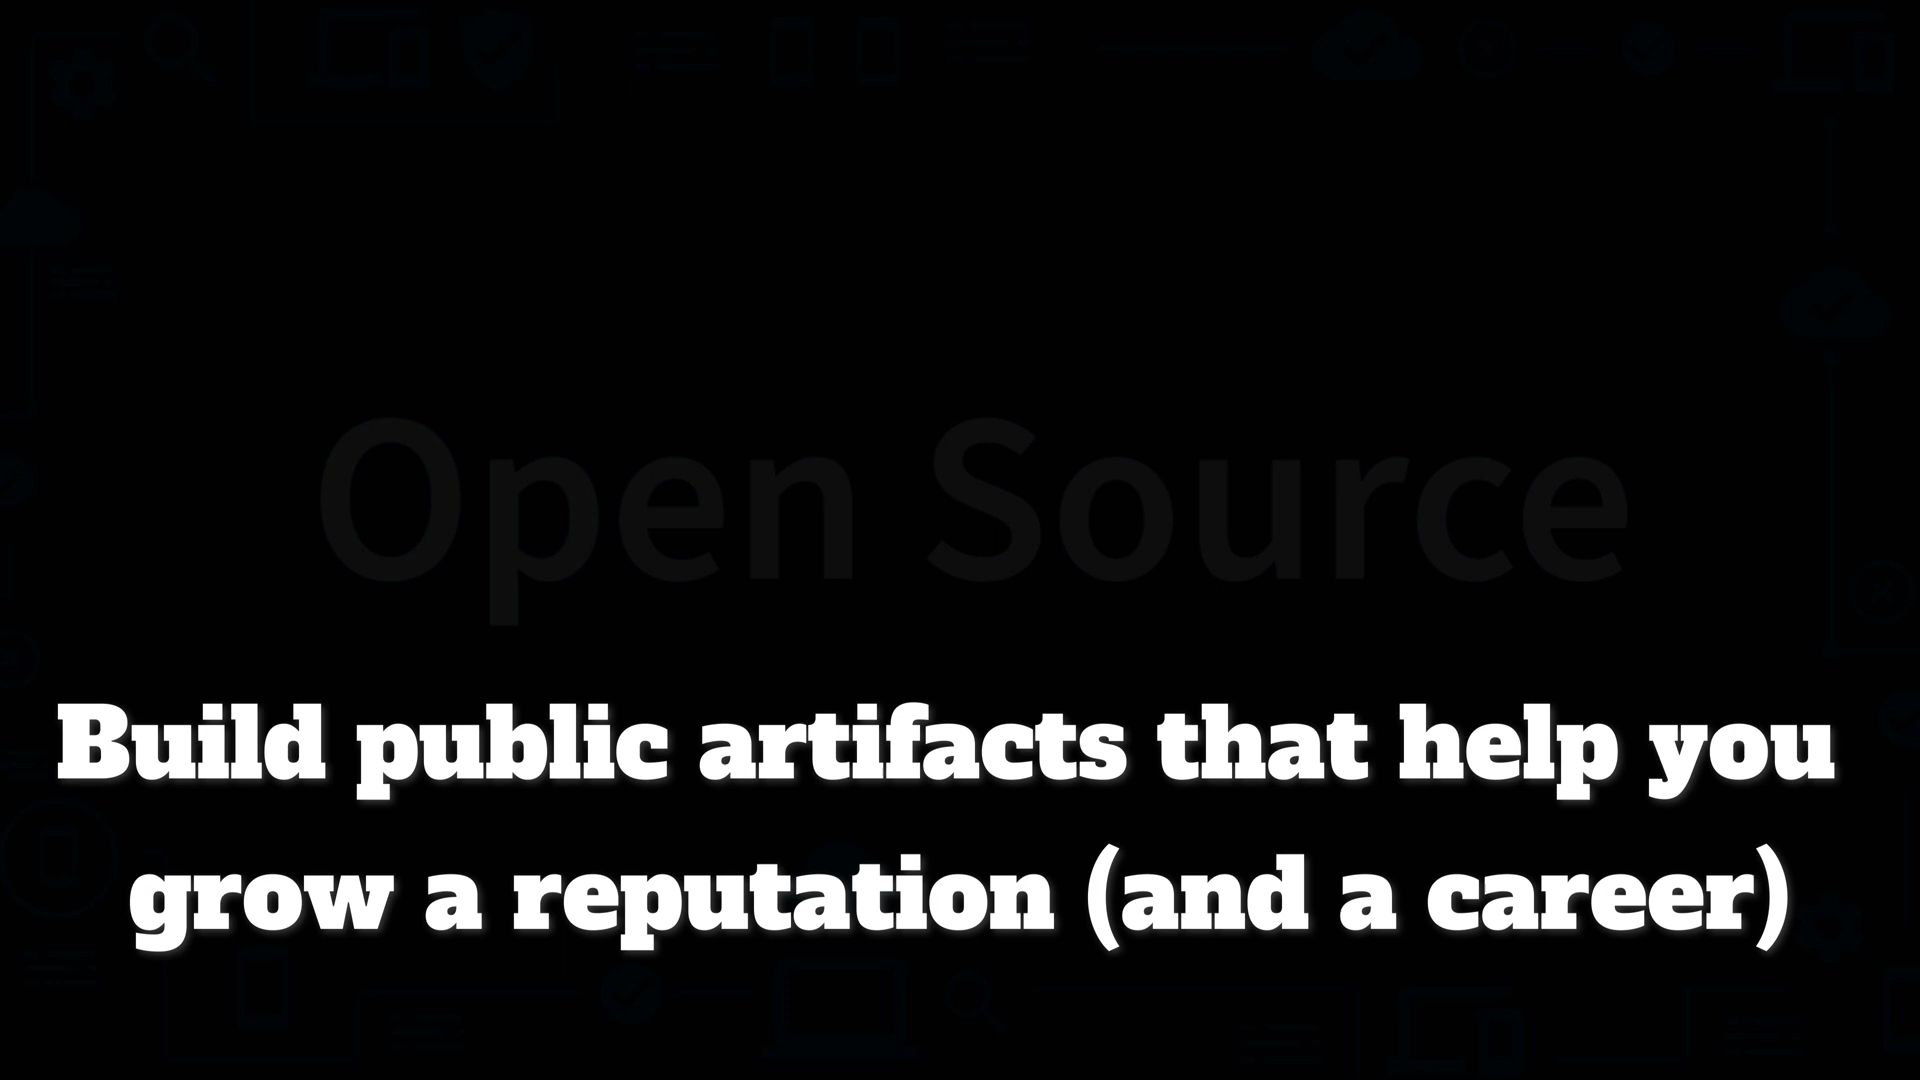 Open Source
Build public artifacts that help you
grow a reputation (and a career)